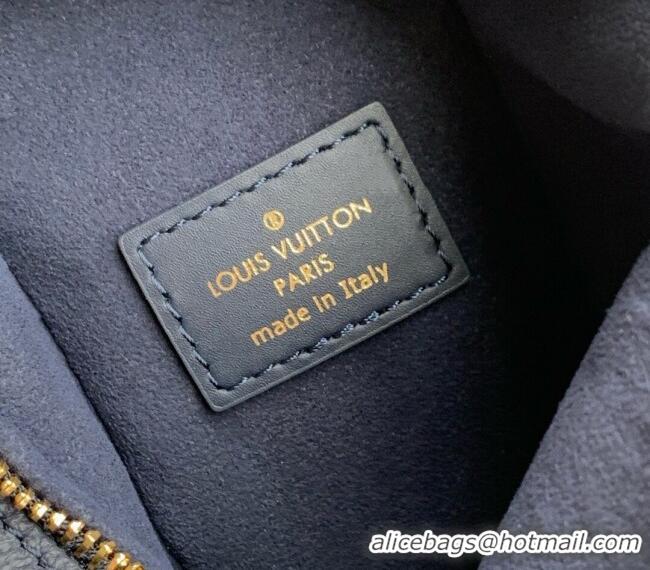 ®
LOUIS VUITTON
PARIS
made in Italy
alicebags@hotmail.com